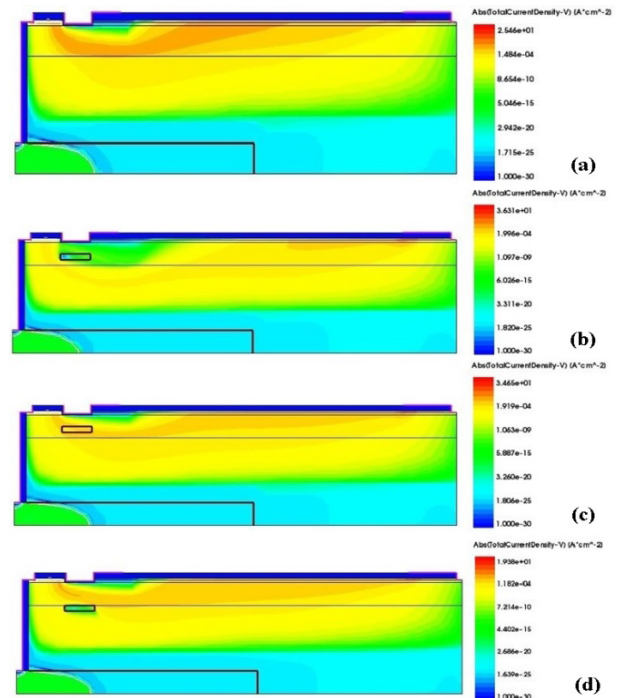 AbsTotalCurrentDensity-V) (A*cm^-2)
2.546e+01
1.484e-04
8.654e-10
5.046e-15
2.942e-20
1.715e-25
1.000e-30
(a)
AbsTotalCurrentDensity-V) (A*cm^-2)
3.631e+01
1.996e-04
1.097e-09
6.026e-15
3.311e-20
1.820e-25
1.000e-30
(b)
AbsTotalCurrentDensity-V) (A*cm^-2)
3.465e+01
1.919e-04
1.063e-09
5.887e-15
3.260e-20
1.806e-25
1.000e-30
(c)
AbsTotalCurrentDensity-V) (A*cm^-2)
1.938e+01
1.182e-04
7.214e-10
4.402e-15
2.686e-20
1.639e-25
1.000e-30
(d)